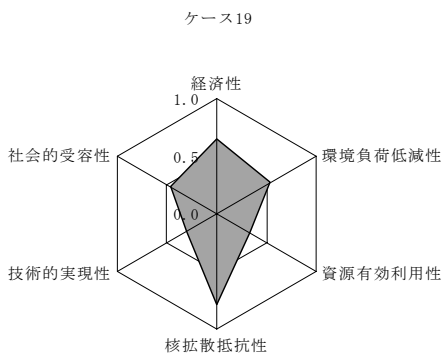 ケース19
経済性
1.0
社会的受容性
環境負荷低減性
0.5
0.0
技術的実現性
資源有効利用性
核拡散抵抗性